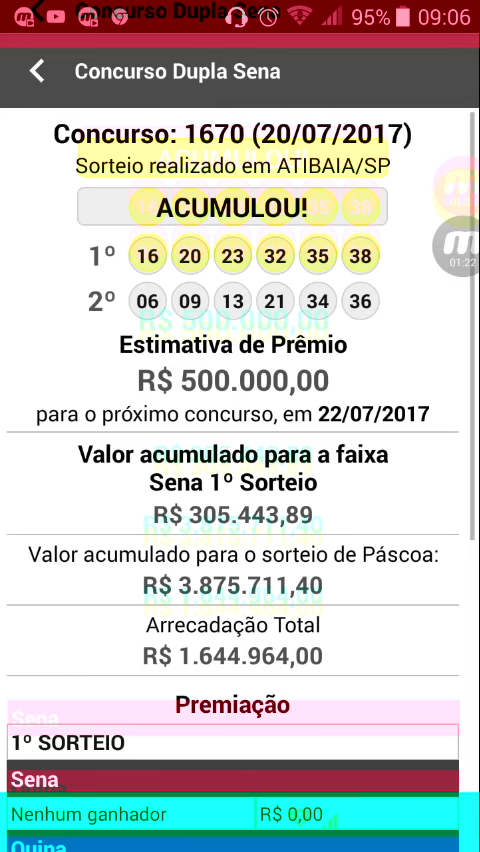 95% 09:06
Concurso Dupla Sena
Concurso: 1670 (20/07/2017)
Sorteio realizado em ATIBAIA/SP
ACUMULOU!
1º 16 20 23 32 35 38
01:22
2º 06 09 13 21 34 36
Estimativa de Prêmio
R$ 500.000,00
para o próximo concurso, em 22/07/2017
Valor acumulado para a faixa
Sena 1º Sorteio
R$ 305.443,89
Valor acumulado para o sorteio de Páscoa:
R$ 3.875.711,40
Arrecadação Total
R$ 1.644.964,00
Premiação
1º SORTEIO
Sena
Nenhum ganhador R$ 0,00
Quina